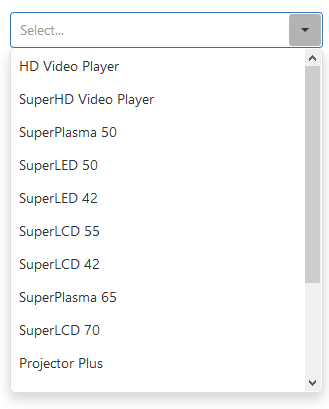 Select...
HD Video Player
SuperHD Video Player
SuperPlasma 50
SuperLED 50
SuperLED 42
SuperLCD 55
SuperLCD 42
SuperPlasma 65
SuperLCD 70
Projector Plus